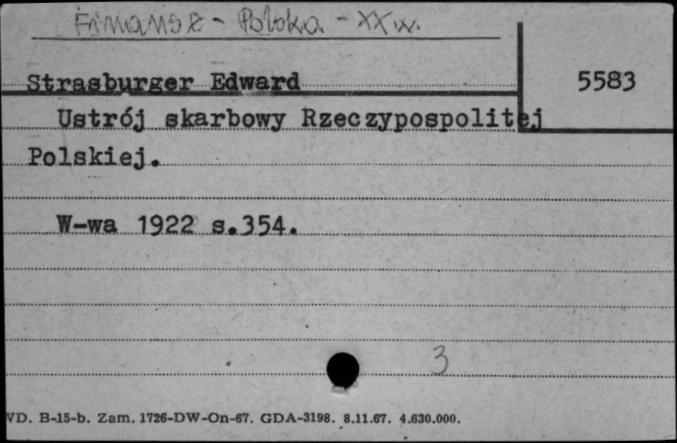 Finanse - Polska - XX w.
Strasburger Edward
5583
Ustrój skarbowy Rzeczypospolitej
Polskiej.
W-wa 1922 s.354.
3
VD. B-15-b. Zam. 1726-DW-On-67. GDA-3198. 8.11.67. 4.630.000.